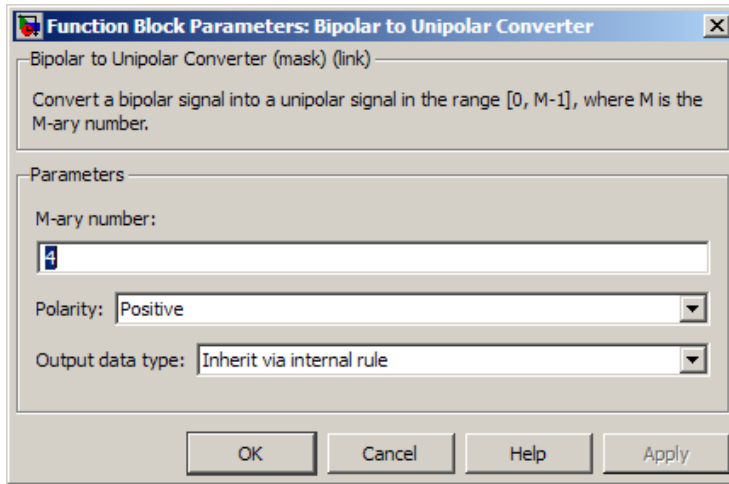 Function Block Parameters: Bipolar to Unipolar Converter
Bipolar to Unipolar Converter (mask) (link)
Convert a bipolar signal into a unipolar signal in the range [0, M-1], where M is the
M-ary number.
Parameters
M-ary number:
4
Polarity: Positive
Output data type: Inherit via internal rule
OK Cancel Help Apply